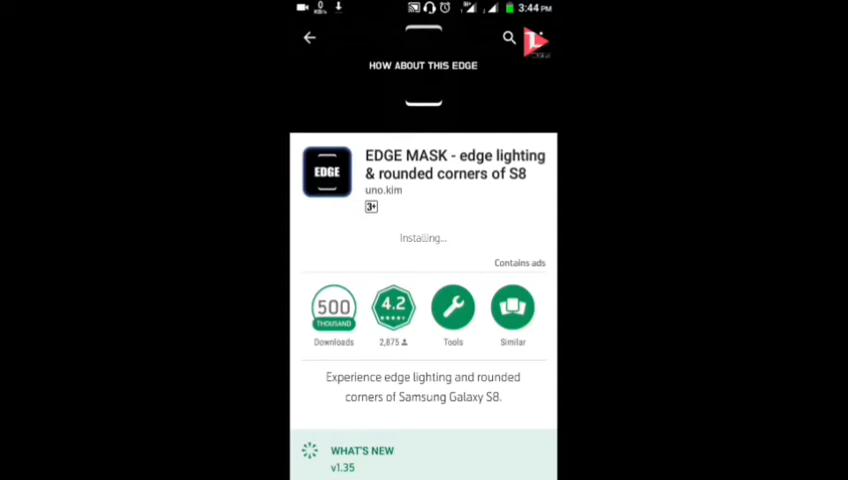 0
3:44 PM
HOW ABOUT THIS EDGE
EDGE
EDGE MASK - edge lighting
& rounded corners of S8
uno.kim
3+
Installing...
Contains ads
500
THOUSAND
Downloads
4.2
2,875
Tools
Similar
Experience edge lighting and rounded
corners of Samsung Galaxy S8.
WHAT'S NEW
v1.35